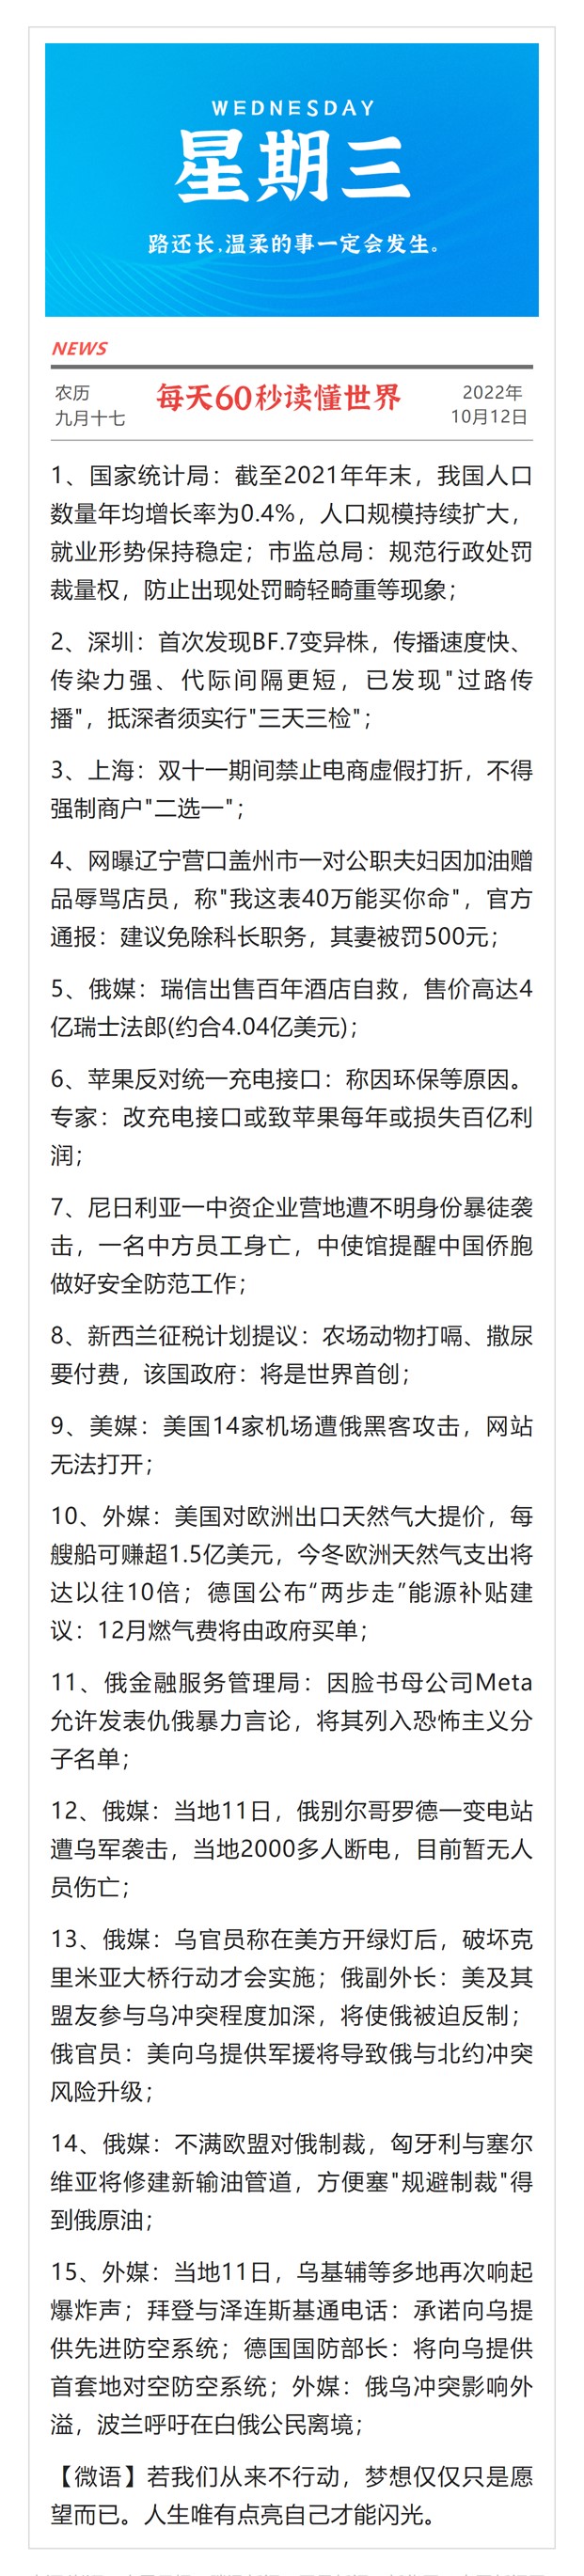 WEDNESDAY
星期三
路还长,温柔的事一定会发生。
NEWS
农历
九月十七
每天60秒读懂世界
2022年
10月12日
1、国家统计局：截至2021年年末，我国人口
数量年均增长率为0.4%，人口规模持续扩大，
就业形势保持稳定；市监总局：规范行政处罚
裁量权，防止出现处罚畸轻畸重等现象；
2、深圳：首次发现BF.7变异株，传播速度快、
传染力强、代际间隔更短，已发现"过路传
播"，抵深者须实行"三天三检"；
3、上海：双十一期间禁止电商虚假打折，不得
强制商户"二选一"；
4、网曝辽宁营口盖州市一对公职夫妇因加油赠
品辱骂店员，称"我这表40万能买你命"，官方
通报：建议免除科长职务，其妻被罚500元；
5、俄媒：瑞信出售百年酒店自救，售价高达4
亿瑞士法郎(约合4.04亿美元)；
6、苹果反对统一充电接口：称因环保等原因。
专家：改充电接口或致苹果每年或损失百亿利
润；
7、尼日利亚一中资企业营地遭不明身份暴徒袭
击，一名中方员工身亡，中使馆提醒中国侨胞
做好安全防范工作；
8、新西兰征税计划提议：农场动物打嗝、撒尿
要付费，该国政府：将是世界首创；
9、美媒：美国14家机场遭俄黑客攻击，网站
无法打开；
10、外媒：美国对欧洲出口天然气大提价，每
艘船可赚超1.5亿美元，今冬欧洲天然气支出将
达以往10倍；德国公布“两步走”能源补贴建
议：12月燃气费将由政府买单；
11、俄金融服务管理局：因脸书母公司Meta
允许发表仇俄暴力言论，将其列入恐怖主义分
子名单；
12、俄媒：当地11日，俄别尔哥罗德一变电站
遭乌军袭击，当地2000多人断电，目前暂无人
员伤亡；
13、俄媒：乌官员称在美方开绿灯后，破坏克
里米亚大桥行动才会实施；俄副外长：美及其
盟友参与乌冲突程度加深，将使俄被迫反制；
俄官员：美向乌提供军援将导致俄与北约冲突
风险升级；
14、俄媒：不满欧盟对俄制裁，匈牙利与塞尔
维亚将修建新输油管道，方便塞"规避制裁"得
到俄原油；
15、外媒：当地11日，乌基辅等多地再次响起
爆炸声；拜登与泽连斯基通电话：承诺向乌提
供先进防空系统；德国国防部长：将向乌提供
首套地对空防空系统；外媒：俄乌冲突影响外
溢，波兰呼吁在白俄公民离境；
【微语】若我们从来不行动，梦想仅仅只是愿
望而已。人生唯有点亮自己才能闪光。